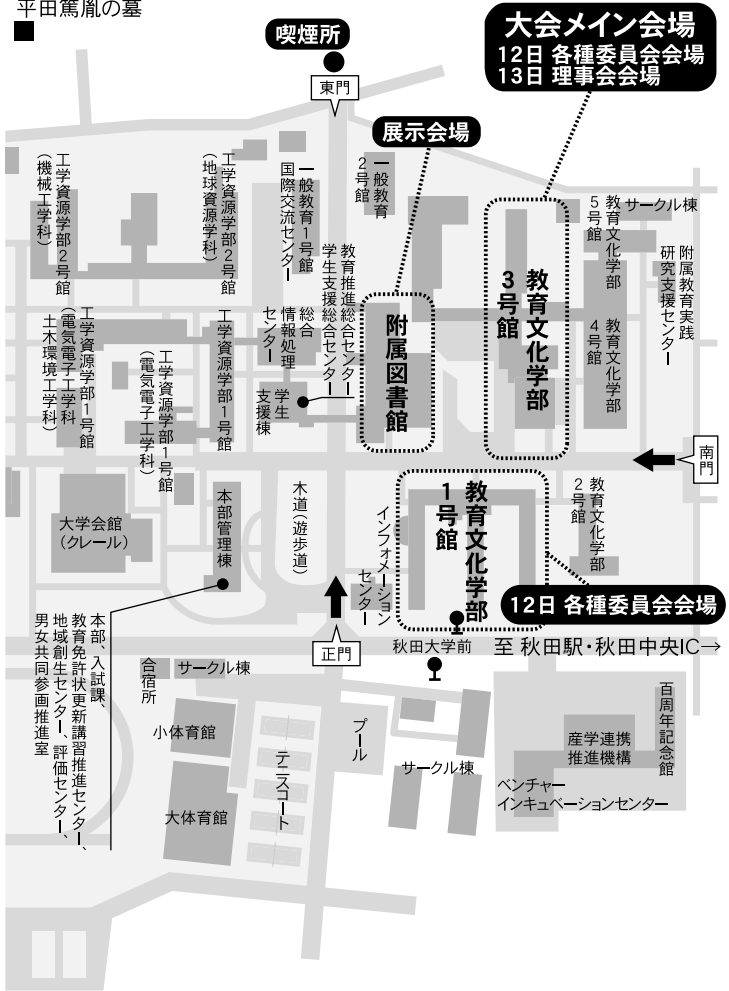 平田篤胤の墓
喫煙所
東門
大会メイン会場
12日 各種委員会会場
13日 理事会会場
展示会場
工学資源学部2号館
（機械工学科）
工学資源学部2号館
（地球資源学科）
一般教育1号館
国際交流センター
一般教育
2号館
教育文化学部
5号館
サークル棟
附属教育実践
研究支援センター
教育文化学部
3号館
教育文化学部
4号館
教育推進総合センター
学生支援総合センター
総合
情報処理
センター
附属図書館
工学資源学部1号館
（電気電子工学科
土木環境工学科）
工学資源学部1号館
（電気電子工学科）
工学資源学部1号館
学生
支援棟
南門
大学会館
（クレール）
本部管理棟
木道（遊歩道）
インフォメーション
センター
教育文化学部
1号館
教育文化学部
2号館
12日 各種委員会会場
正門
秋田大学前
至 秋田駅・秋田中央IC→
本部、入試課、
教育免許状更新講習推進センター、
地域創生センター、評価センター、
男女共同参画推進室
合宿所
サークル棟
小体育館
大体育館
テニスコート
プール
サークル棟
百周年記念館
産学連携
推進機構
ベンチャー
インキュベーションセンター